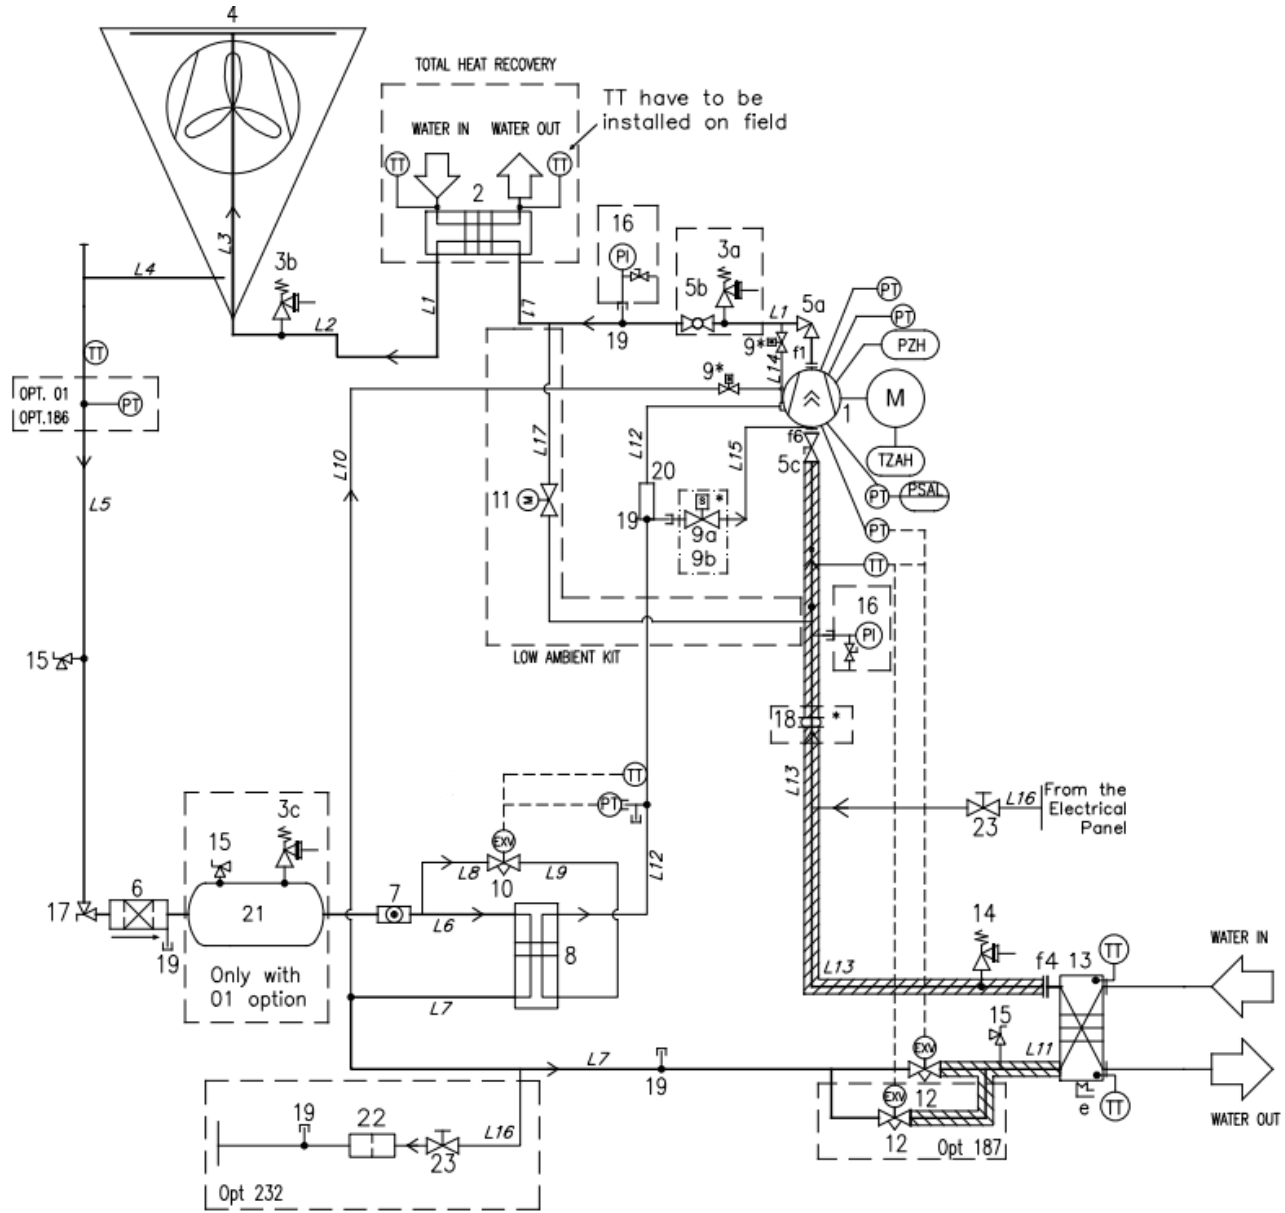 4
TOTAL HEAT RECOVERY
TT have to be
installed on field
WATER IN
WATER OUT
TT
TT
2
16
PI
3a
5b
L1
5a
PT
PT
PZH
3b
L3
L4
L2
L1
L1
19
9*
f1
L14
9*
1
M
TT
OPT. 01
OPT.186
PT
L5
L10
L17
L12
L15
f6
5c
TZAH
PT
PSAL
PT
11
M
20
19
S
*
9a
9b
TT
16
PI
LOW AMBIENT KIT
15
18
*
L13
L16
23
From the
Electrical
Panel
TT
PT
3c
15
EXV
L8
10
L9
L12
17
6
19
21
7
L6
8
Only with
01 option
L7
14
L13
f4
13
TT
WATER IN
L7
19
EXV
12
15
L11
e
TT
WATER OUT
EXV
12
Opt 187
19
22
23
L16
Opt 232